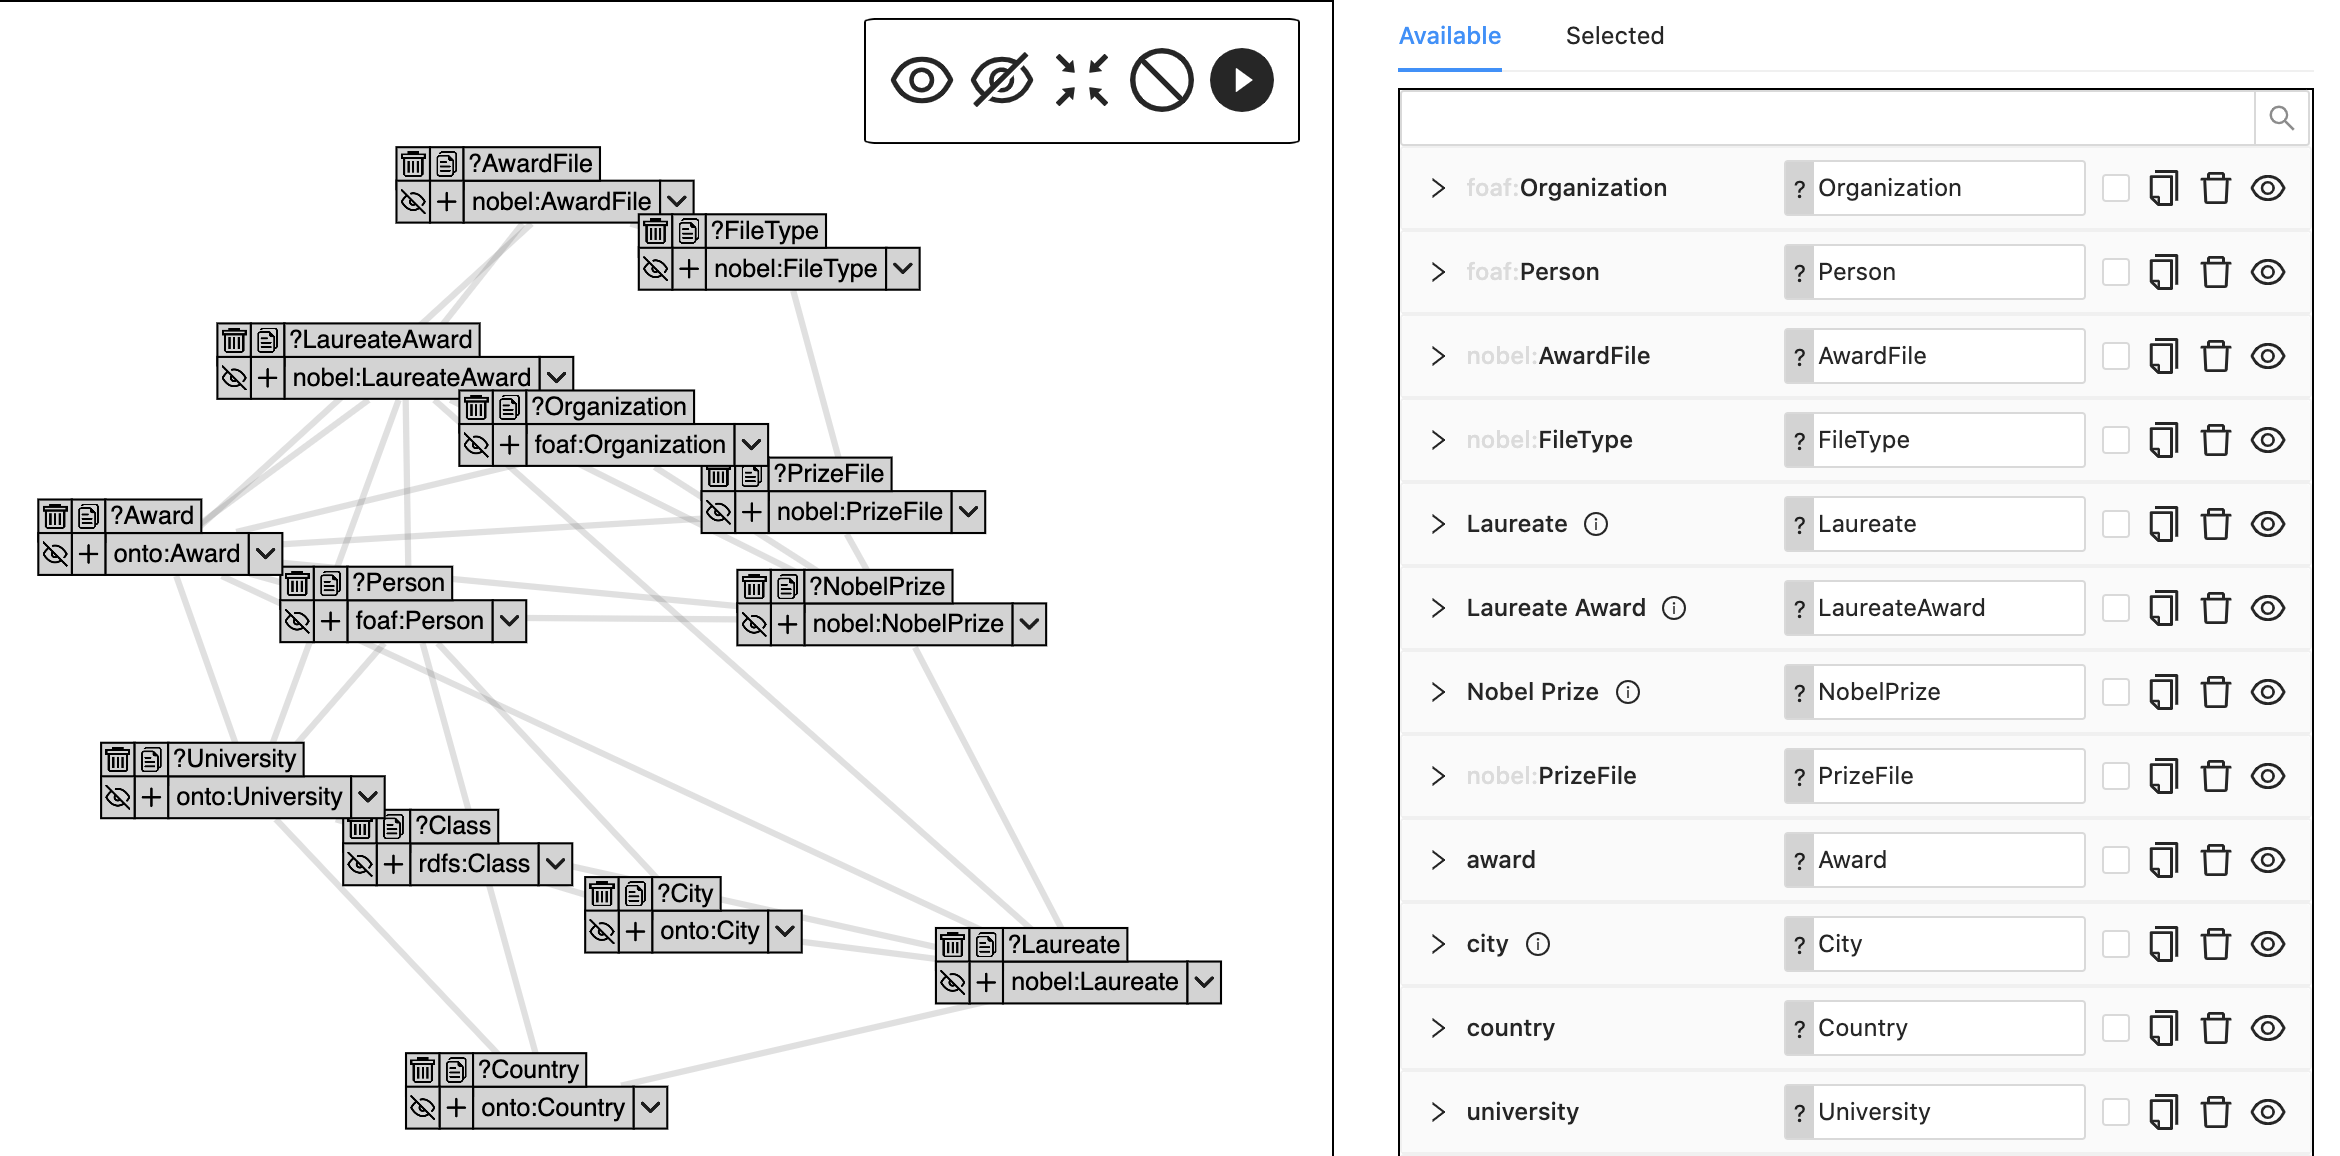 ?AwardFile
nobel:AwardFile
?FileType
nobel:FileType
?LaureateAward
nobel:LaureateAward
?Organization
foaf:Organization
?PrizeFile
nobel:PrizeFile
?Award
onto:Award
?Person
foaf:Person
?NobelPrize
nobel:NobelPrize
?University
onto:University
?Class
rdfs:Class
?City
onto:City
?Laureate
nobel:Laureate
?Country
onto:Country
Available Selected
foaf:Organization ? Organization
foaf:Person ? Person
nobel:AwardFile ? AwardFile
nobel:FileType ? FileType
Laureate ? Laureate
Laureate Award ? LaureateAward
Nobel Prize ? NobelPrize
nobel:PrizeFile ? PrizeFile
award ? Award
city ? City
country ? Country
university ? University